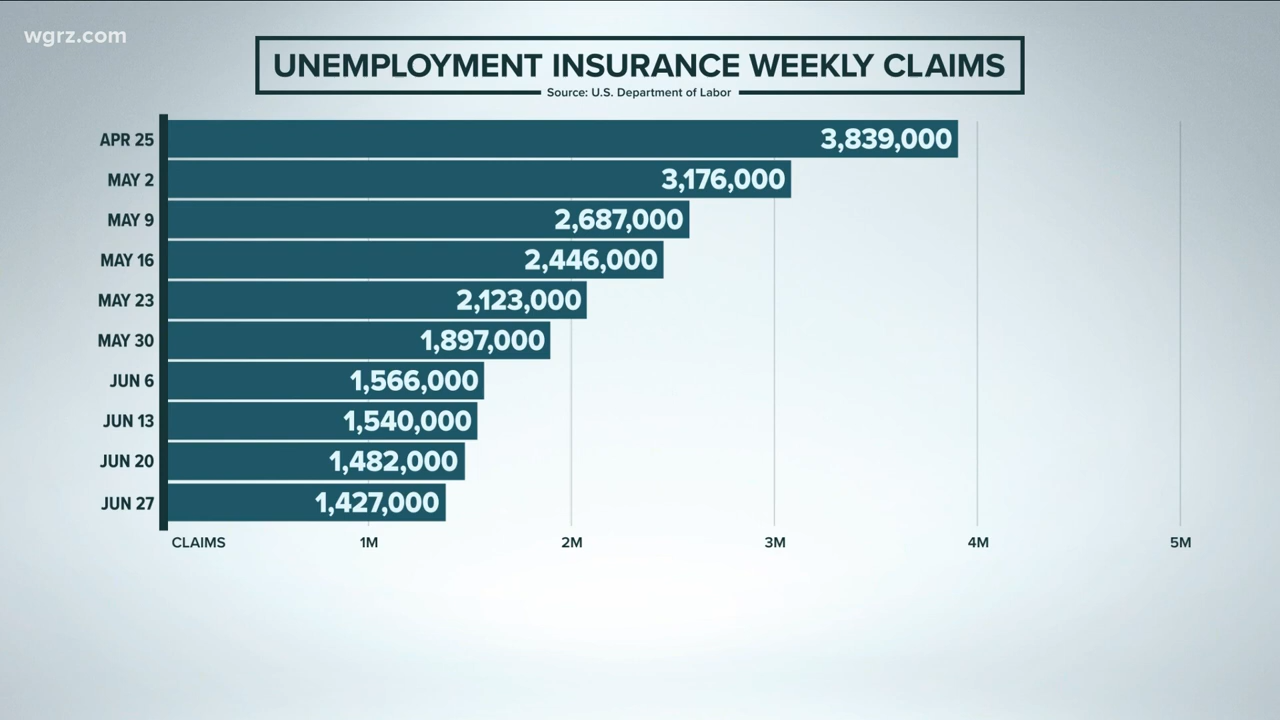 wgrz.com
UNEMPLOYMENT INSURANCE WEEKLY CLAIMS
Source: U.S. Department of Labor
APR 25 3,839,000
MAY 2 3,176,000
MAY 9 2,687,000
MAY 16 2,446,000
MAY 23 2,123,000
MAY 30 1,897,000
JUN 6 1,566,000
JUN 13 1,540,000
JUN 20 1,482,000
JUN 27 1,427,000
CLAIMS 1M 2M 3M 4M 5M